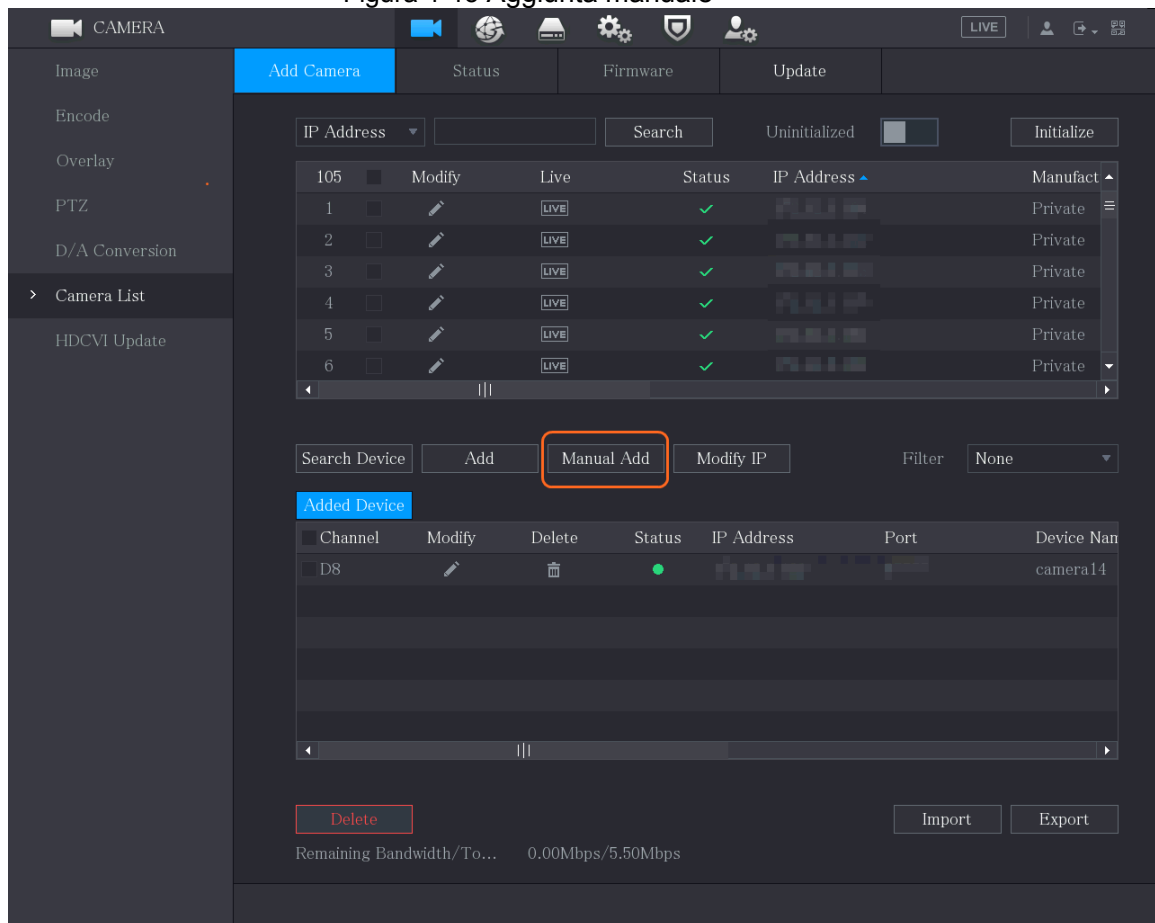 CAMERA LIVE
Image Add Camera Status Firmware Update
Encode
IP Address Search Uninitialized Initialize
Overlay
105 Modify Live Status IP Address Manufact
1 LIVE Private
PTZ
2 LIVE Private
D/A Conversion
3 LIVE Private
Camera List
4 LIVE Private
5 LIVE Private
HDCVI Update
6 LIVE Private
Search Device Add Manual Add Modify IP Filter None
Added Device
Channel Modify Delete Status IP Address Port Device Nam
D8 camera14
Delete Import Export
Remaining Bandwidth/To... 0.00Mbps/5.50Mbps